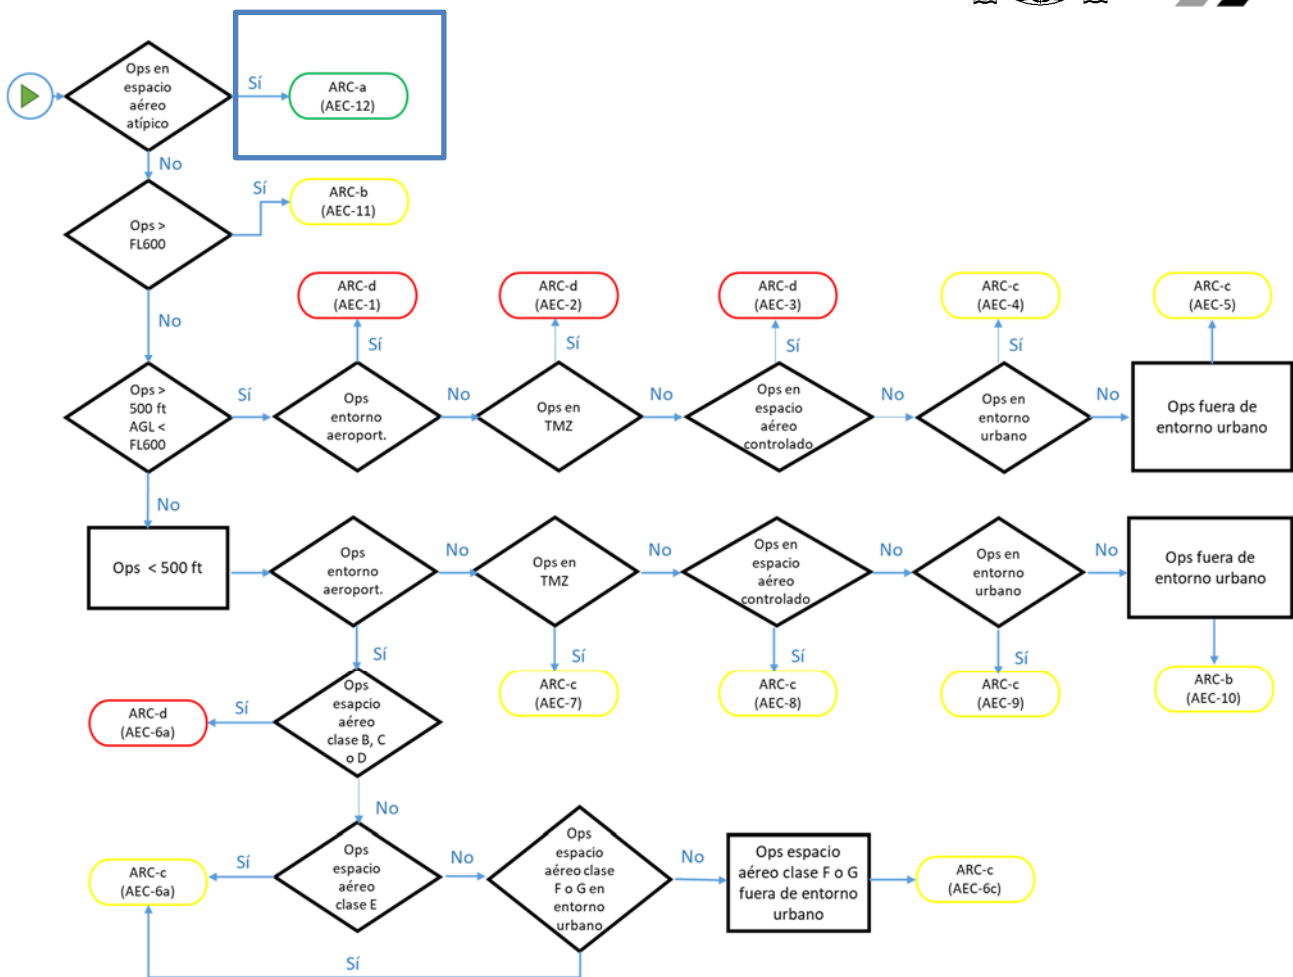 Ops en
espacio
aéreo
atípico
Sí
ARC-a
(AEC-12)
No
Ops >
FL600
Sí
ARC-b
(AEC-11)
No
Ops >
500 ft
AGL <
FL600
Sí
Ops
entorno
aeroport.
Sí
ARC-d
(AEC-1)
No
Ops en
TMZ
Sí
ARC-d
(AEC-2)
No
Ops en
espacio
aéreo
controlado
Sí
ARC-d
(AEC-3)
No
Ops en
entorno
urbano
Sí
ARC-c
(AEC-4)
No
Ops fuera de
entorno urbano
ARC-c
(AEC-5)
No
Ops < 500 ft
Ops
entorno
aeroport.
No
Ops en
TMZ
Sí
ARC-c
(AEC-7)
No
Ops en
espacio
aéreo
controlado
Sí
ARC-c
(AEC-8)
No
Ops en
entorno
urbano
Sí
ARC-c
(AEC-9)
No
Ops fuera de
entorno urbano
ARC-b
(AEC-10)
Sí
Ops
esapcio
aéreo
clase B, C
o D
Sí
ARC-d
(AEC-6a)
No
Ops
espacio
aéreo
clase E
Sí
ARC-c
(AEC-6a)
No
Ops
espacio
aéreo clase
F o G en
entorno
urbano
Sí
No
Ops espacio
aéreo clase F o G
fuera de entorno
urbano
ARC-c
(AEC-6c)